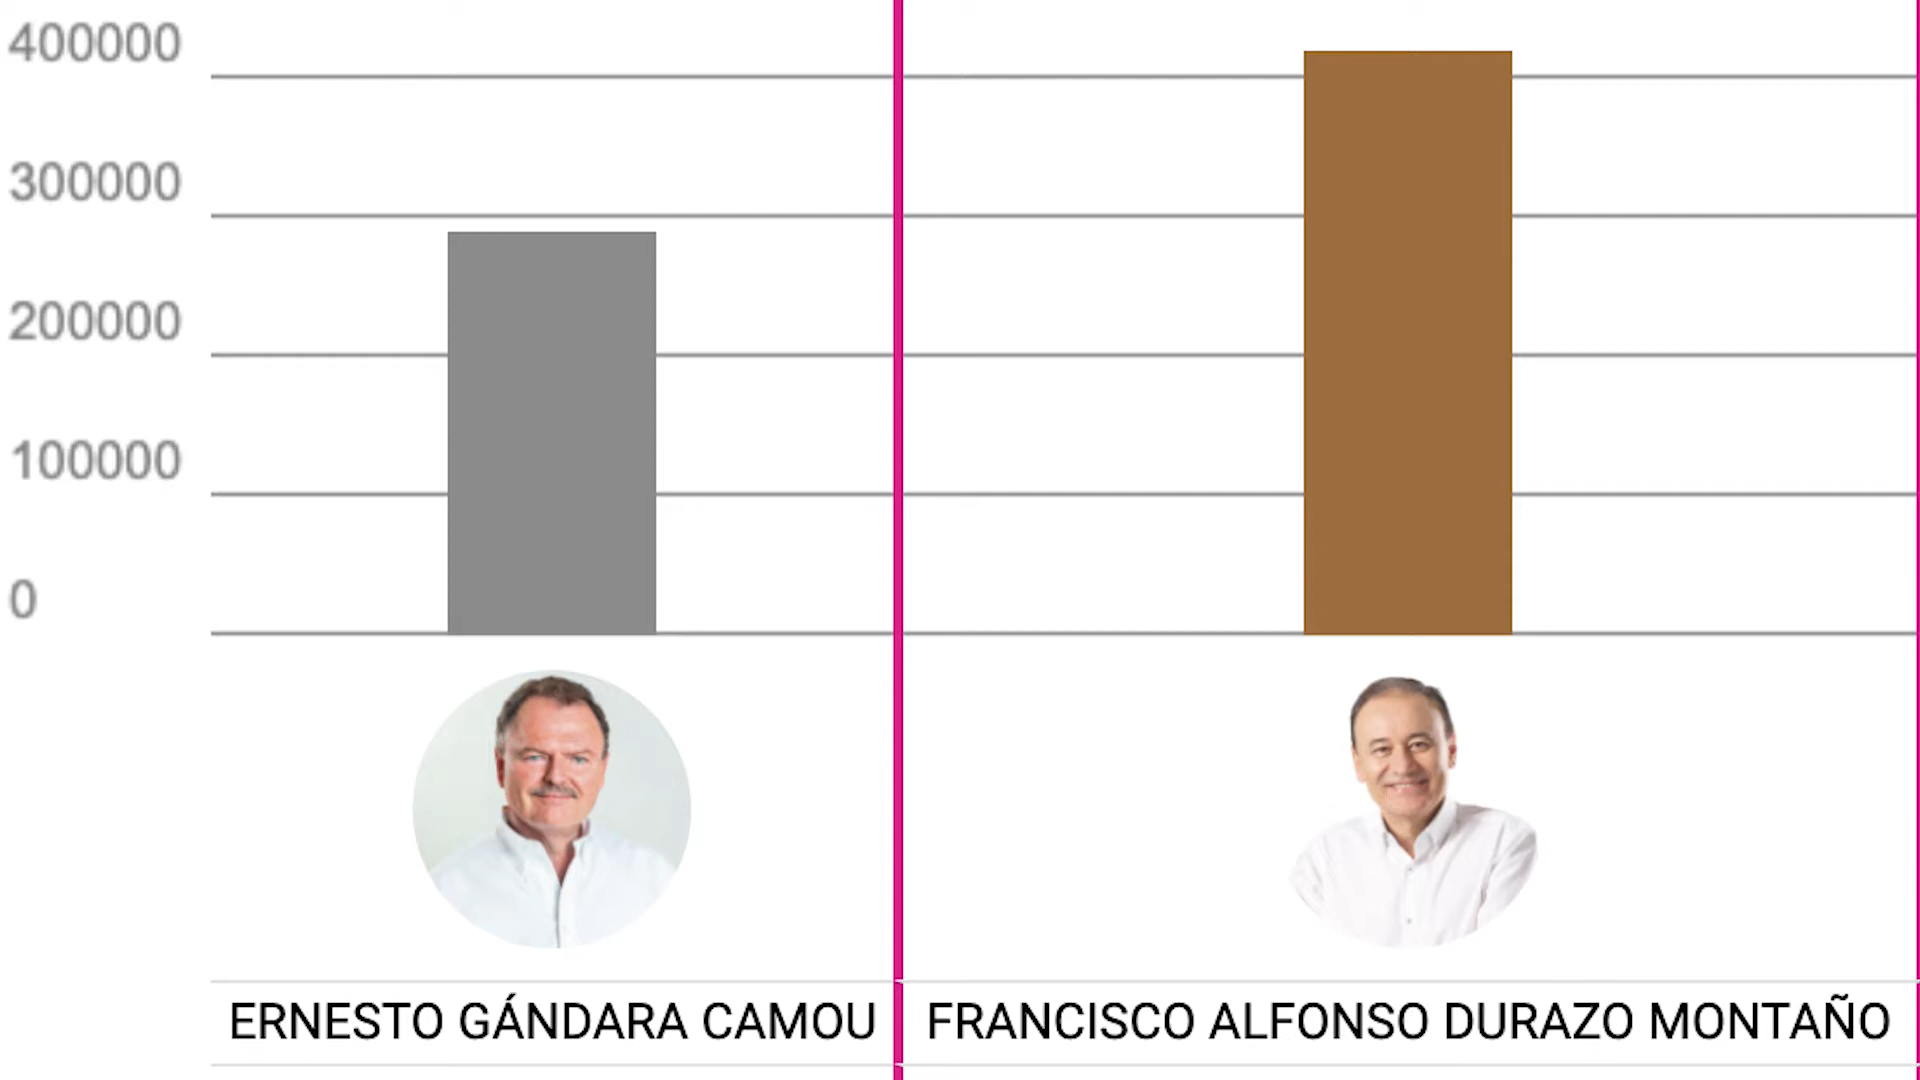 400000
300000
200000
100000
0
ERNESTO GÁNDARA CAMOU
FRANCISCO ALFONSO DURAZO MONTAÑO